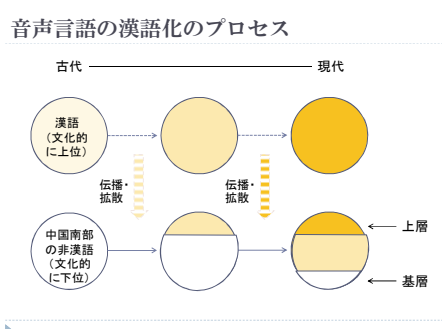 音声言語の漢語化のプロセス
古代
現代
漢語
（文化的
に上位）
伝播・
拡散
伝播・
拡散
中国南部
の非漢語
（文化的
に下位）
上層
基層